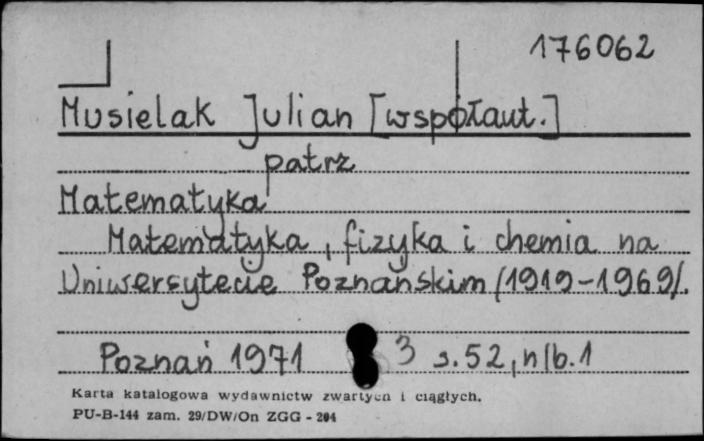 176062
Musielak Julian [współaut.]
patrz
Matematyka
Matematyka, fizyka i chemia na
Uniwersytecie Poznańskim /1919-1969/.
Poznań 1971 3 s.52, nlb.1
Karta katalogowa wydawnictw zwartych i ciągłych.
PU-B-144 zam. 29/DW/On ZGG - 204